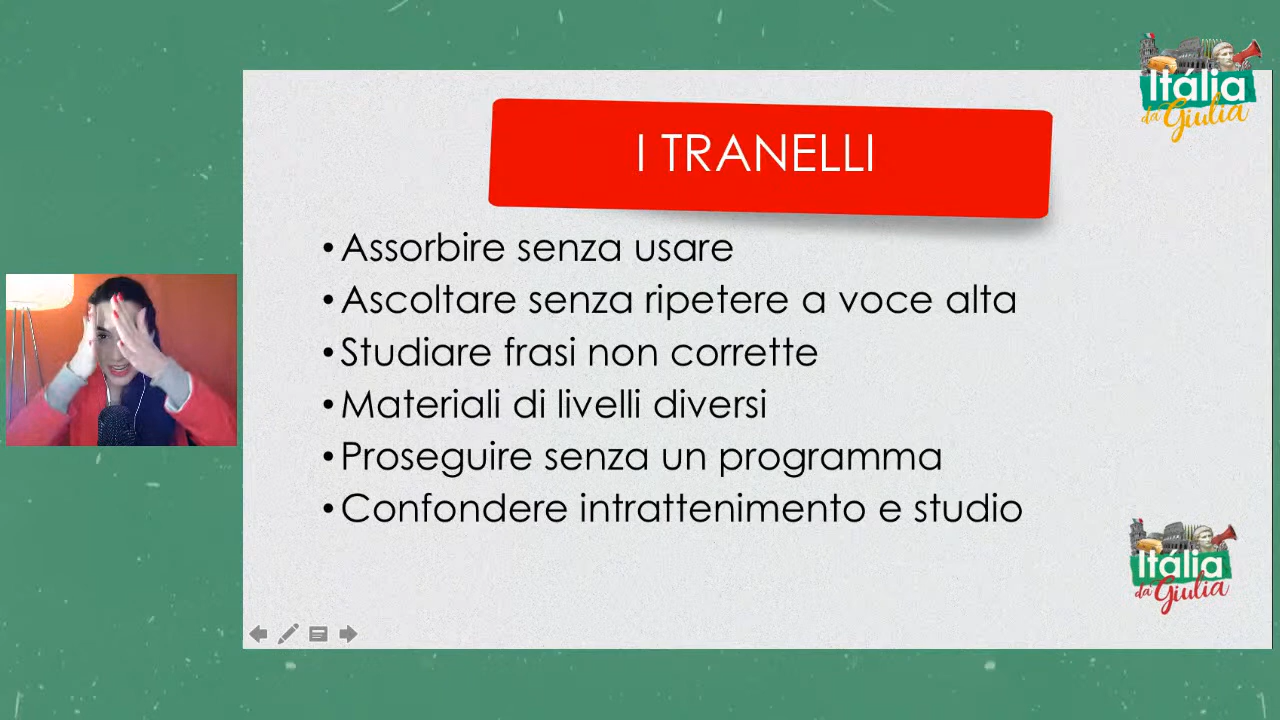 Itália
da Giulia
I TRANELLI
• Assorbire senza usare
• Ascoltare senza ripetere a voce alta
• Studiare frasi non corrette
• Materiali di livelli diversi
• Proseguire senza un programma
• Confondere intrattenimento e studio
Itália
da Giulia